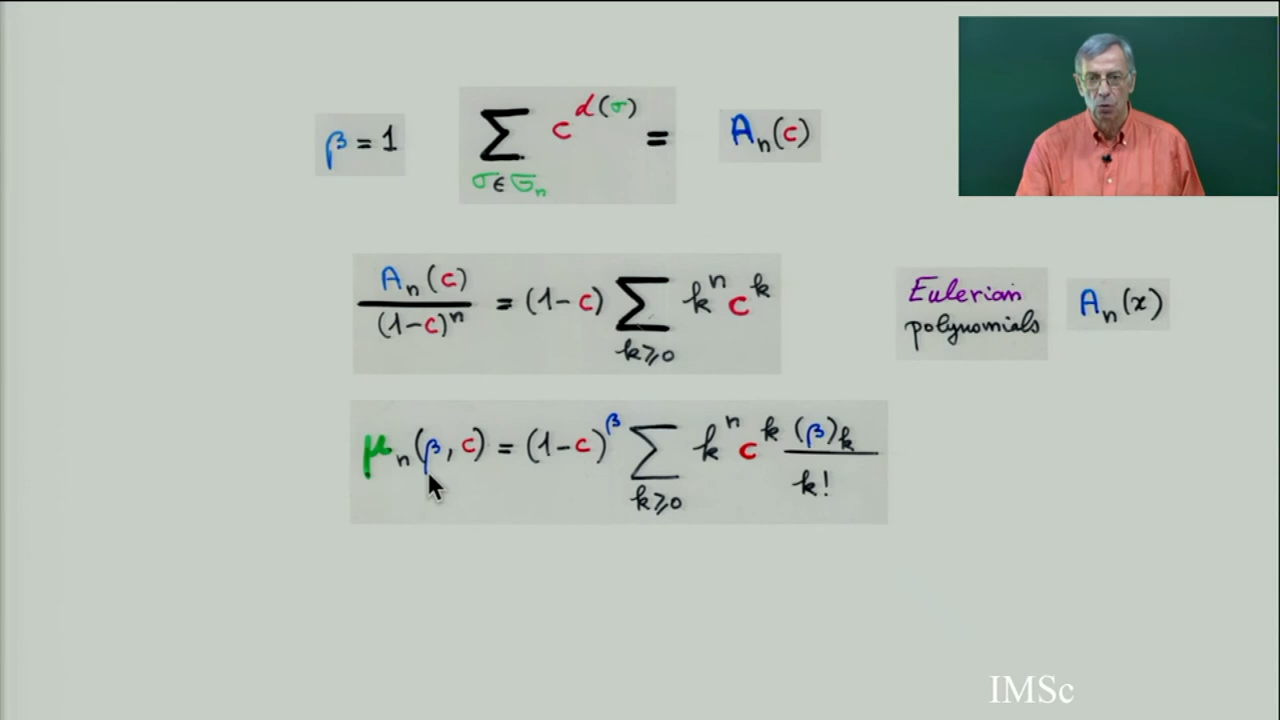 β = 1
∑_{σ∈𝔖_n} c^{d(σ)} = A_n(c)
A_n(c) / (1-c)^n = (1-c) ∑_{k≥0} k^n c^k
Eulerian polynomials A_n(x)
μ_n(β, c) = (1-c)^β ∑_{k≥0} k^n c^k (β)_k / k!
IMSc